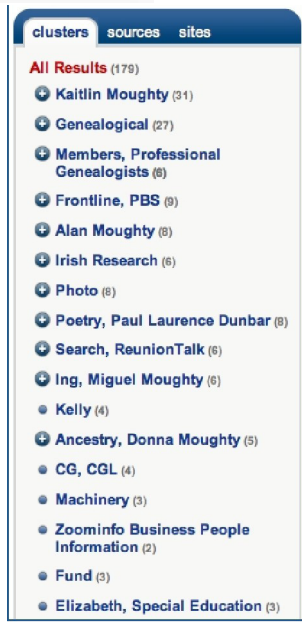 clusters sources sites
All Results (179)
Kaitlin Moughty (31)
Genealogical (27)
Members, Professional
Genealogists (6)
Frontline, PBS (9)
Alan Moughty (8)
Irish Research (6)
Photo (8)
Poetry, Paul Laurence Dunbar (8)
Search, ReunionTalk (6)
Ing, Miguel Moughty (6)
Kelly (4)
Ancestry, Donna Moughty (5)
CG, CGL (4)
Machinery (3)
Zoominfo Business People
Information (2)
Fund (3)
Elizabeth, Special Education (3)